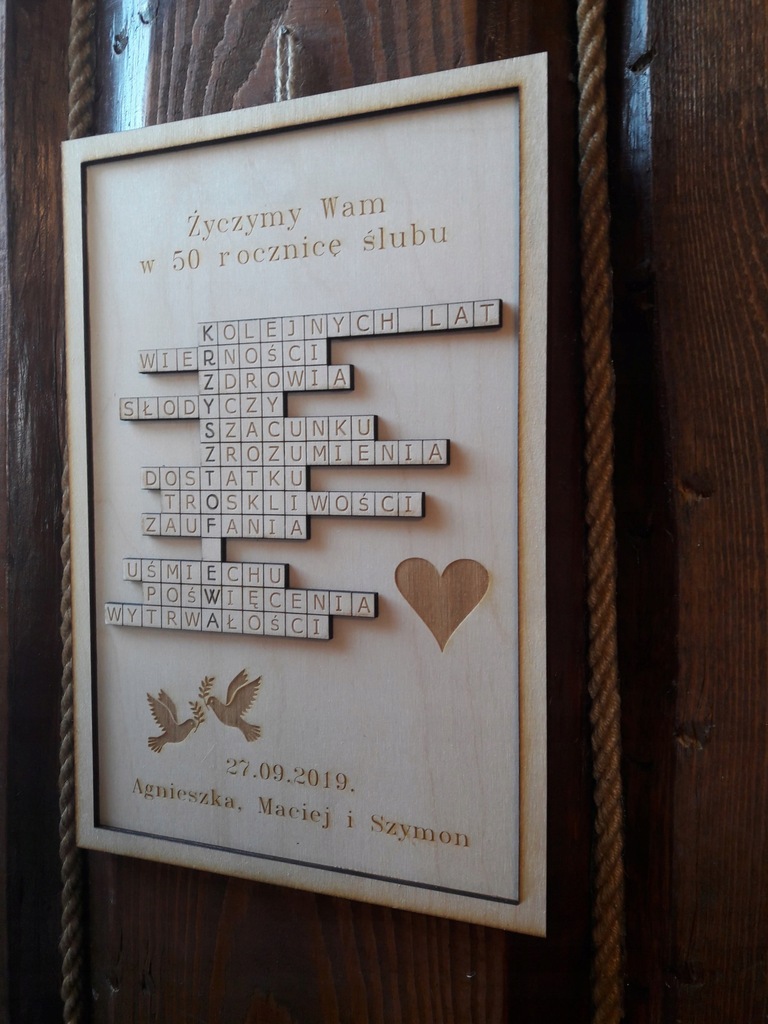 Życzymy Wam
w 50 rocznicę ślubu
KOLEJNYCH LAT
WIERNOŚCI
ZDROWIA
SŁODYCZY
SZACUNKU
ZROZUMIENIA
DOSTATKU
TROSKLIWOŚCI
ZAUFANIA
UŚMIECHU
POŚWIĘCENIA
WYTRWAŁOŚCI
27.09.2019.
Agnieszka, Maciej i Szymon